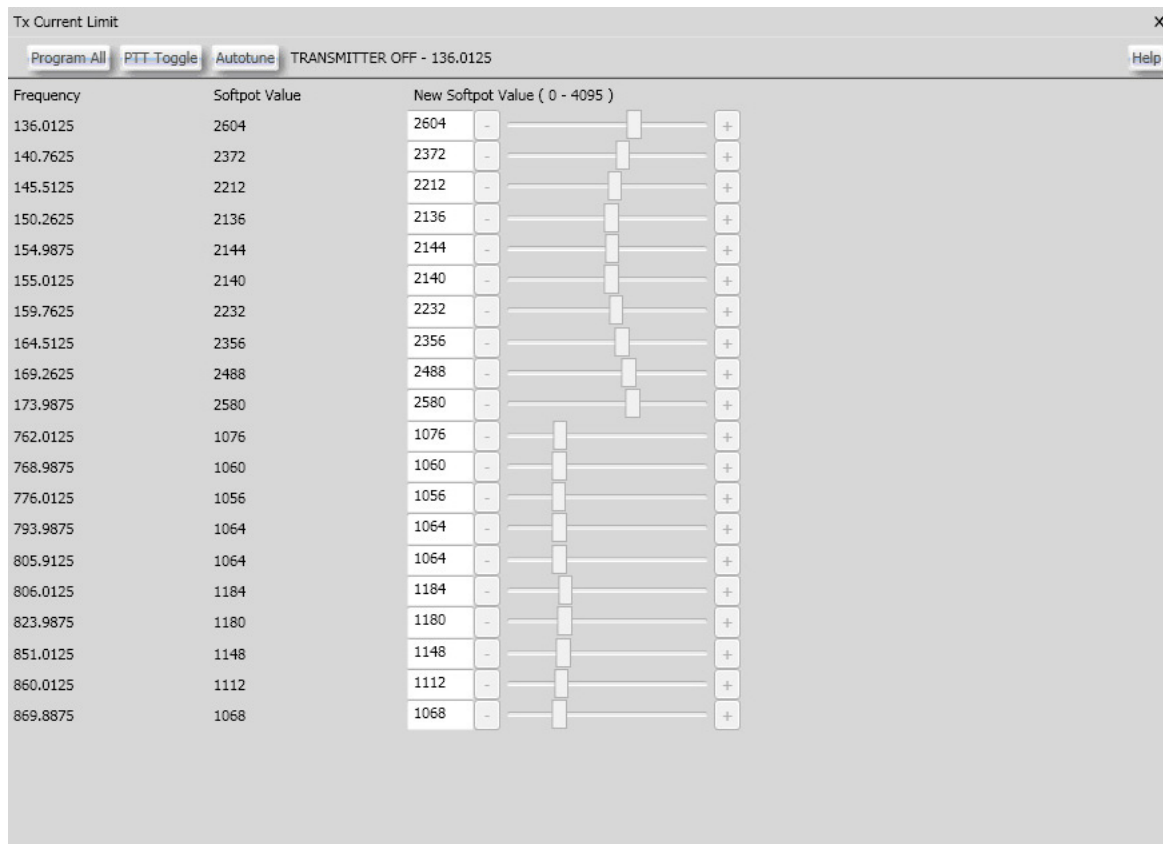 Tx Current Limit X
Program All PTT Toggle Autotune TRANSMITTER OFF - 136.0125 Help
Frequency Softpot Value New Softpot Value ( 0 - 4095 )
136.0125 2604 2604 - +
140.7625 2372 2372 - +
145.5125 2212 2212 - +
150.2625 2136 2136 - +
154.9875 2144 2144 - +
155.0125 2140 2140 - +
159.7625 2232 2232 - +
164.5125 2356 2356 - +
169.2625 2488 2488 - +
173.9875 2580 2580 - +
762.0125 1076 1076 - +
768.9875 1060 1060 - +
776.0125 1056 1056 - +
793.9875 1064 1064 - +
805.9125 1064 1064 - +
806.0125 1184 1184 - +
823.9875 1180 1180 - +
851.0125 1148 1148 - +
860.0125 1112 1112 - +
869.8875 1068 1068 - +